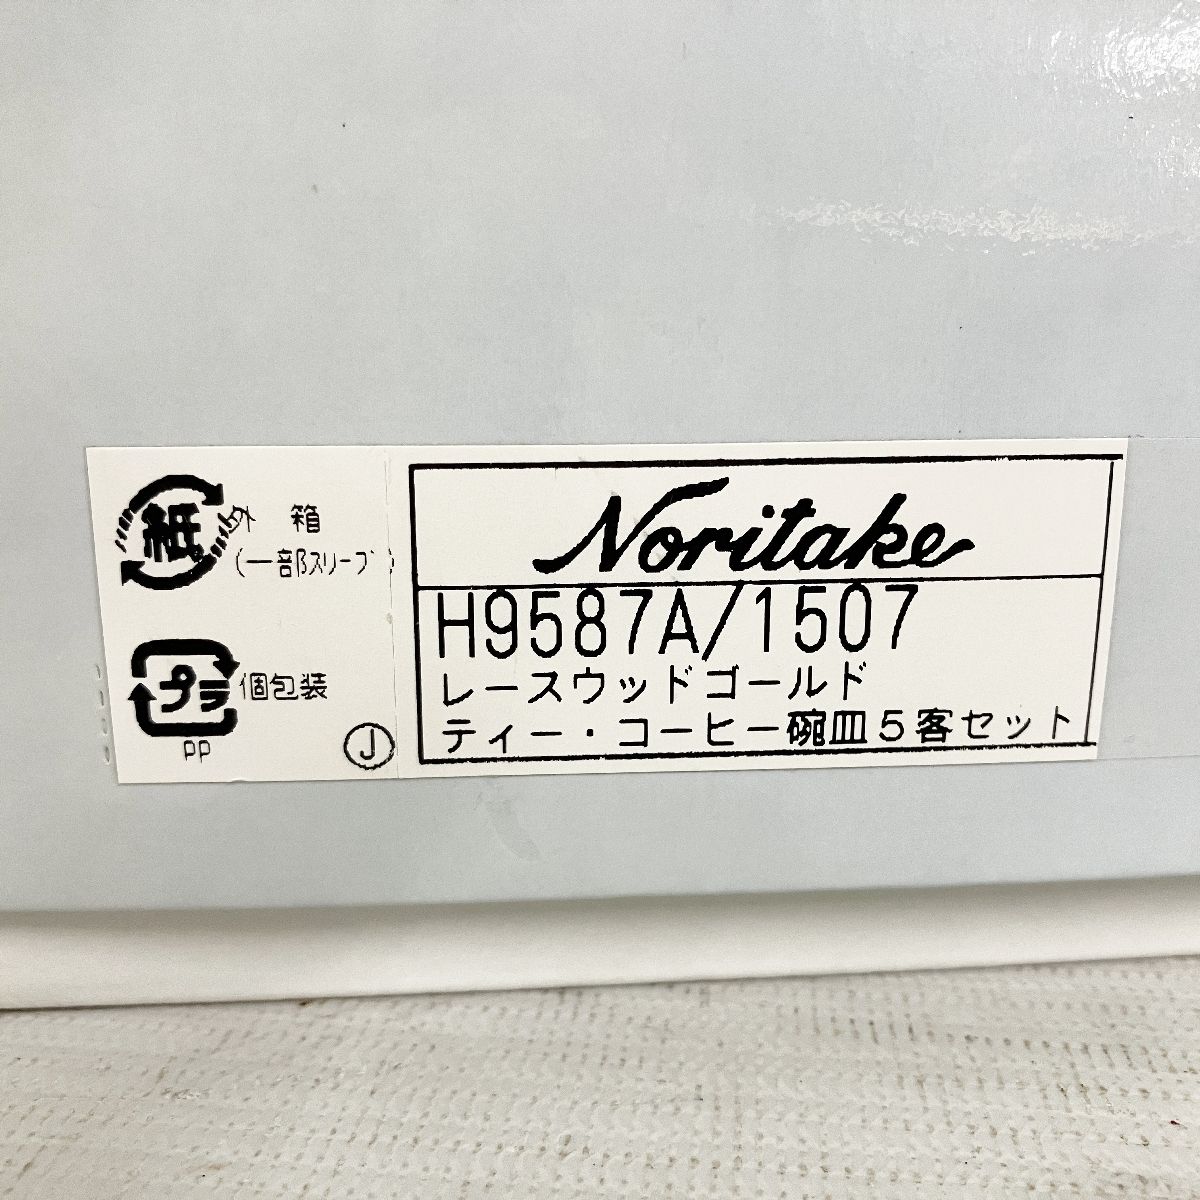 紙
外 箱
(一部スリーブ)
プラ
個包装
PP
J
Noritake
H9587A/1507
レースウッドゴールド
ティー・コーヒー碗皿5客セット